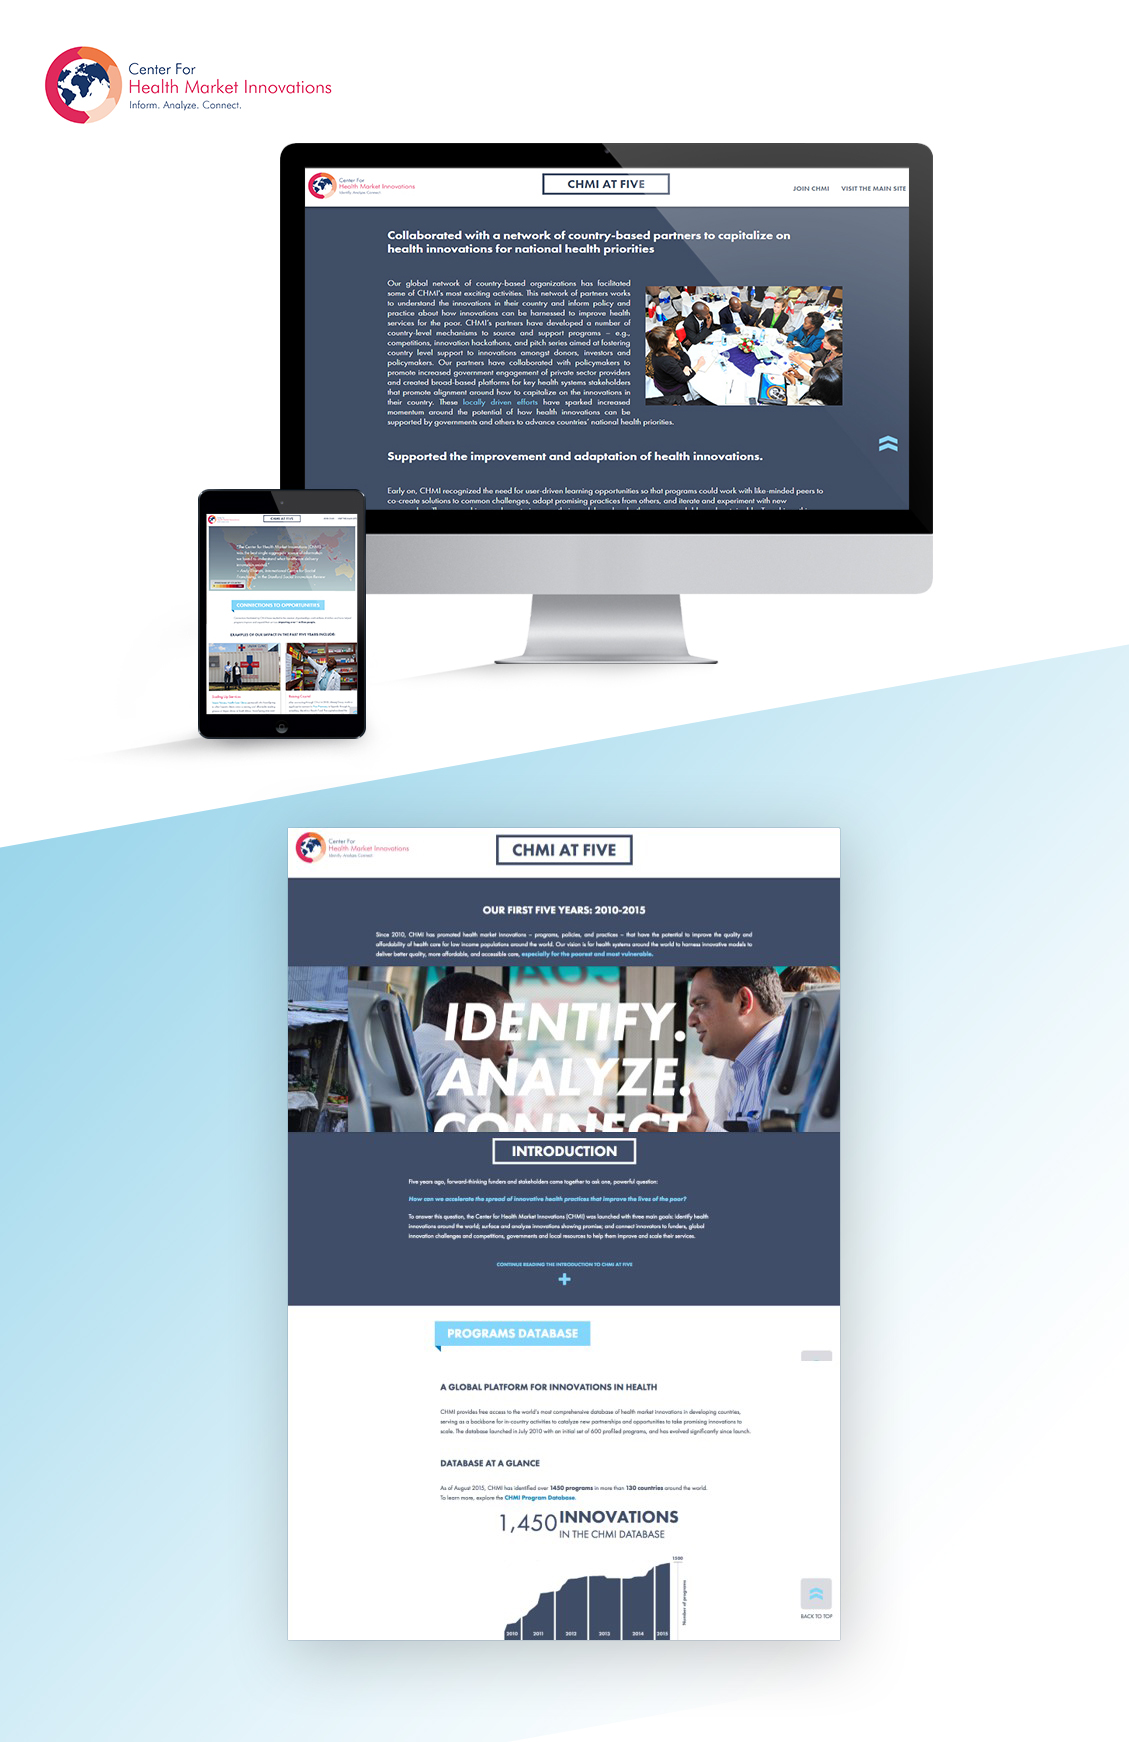 Center For
Health Market Innovations
Inform. Analyze. Connect.
Center For
Health Market Innovations
Identify. Analyze. Connect.
CHMI AT FIVE
JOIN CHMI
VISIT THE MAIN SITE
Collaborated with a network of country-based partners to capitalize on
health innovations for national health priorities
Our global network of country-based organizations has facilitated
some of CHMI's most exciting activities. This network of partners works
to understand the innovations in their country and inform policy and
practice about how innovations can be harnessed to improve health
services for the poor. CHMI's partners have developed a number of
country-level mechanisms to source and support programs – e.g.,
competitions, innovation hackathons, and pitch series aimed at fostering
country level support to innovations amongst donors, investors and
policymakers. Our partners have collaborated with policymakers to
promote increased government engagement of private sector providers
and created broad-based platforms for key health systems stakeholders
that promote alignment around how to capitalize on the innovations in
their country. These locally driven efforts have sparked increased
momentum around the potential of how health innovations can be
supported by governments and others to advance countries' national health priorities.
Supported the improvement and adaptation of health innovations.
Early on, CHMI recognized the need for user-driven learning opportunities so that programs could work with like-minded peers to
co-create solutions to common challenges, adapt promising practices from others, and iterate and experiment with new
CHMI AT FIVE
"The Center for Health Market Innovations (CHMI)
CONNECTIONS TO OPPORTUNITIES
EXAMPLES OF OUR IMPACT IN THE PAST FIVE YEARS INCLUDE:
Center For
Health Market Innovations
Identify. Analyze. Connect.
CHMI AT FIVE
OUR FIRST FIVE YEARS: 2010-2015
Since 2010, CHMI has promoted health market innovations – programs, policies, and practices – that have the potential to improve the quality and
affordability of health care for low income populations around the world. Our vision is for health systems around the world to harness innovative models to
deliver better quality, more affordable, and accessible care, especially for the poorest and most vulnerable.
IDENTIFY.
ANALYZE.
CONNECT
INTRODUCTION
Five years ago, forward-thinking funders and stakeholders came together to ask one, powerful question:
How can we accelerate the spread of innovative health practices that improve the lives of the poor?
To answer this question, the Center for Health Market Innovations (CHMI) was launched with three main goals: identify health
innovations around the world; surface and analyze innovations showing promise; and connect innovators to funders, global
innovation challenges and competitions, governments and local resources to help them improve and scale their services.
CONTINUE READING THE INTRODUCTION TO CHMI AT FIVE
PROGRAMS DATABASE
A GLOBAL PLATFORM FOR INNOVATIONS IN HEALTH
CHMI provides free access to the world's most comprehensive database of health market innovations in developing countries,
serving as a backbone for in-country activities to catalyze new partnerships and opportunities to take promising innovations to
scale. The database launched in July 2010 with an initial set of 600 profiled programs, and has evolved significantly since launch.
DATABASE AT A GLANCE
As of August 2015, CHMI has identified over 1450 programs in more than 130 countries around the world.
To learn more, explore the CHMI Program Database.
1,450 INNOVATIONS
IN THE CHMI DATABASE
1500
Number of programs
2010 2011 2012 2013 2014 2015
BACK TO TOP